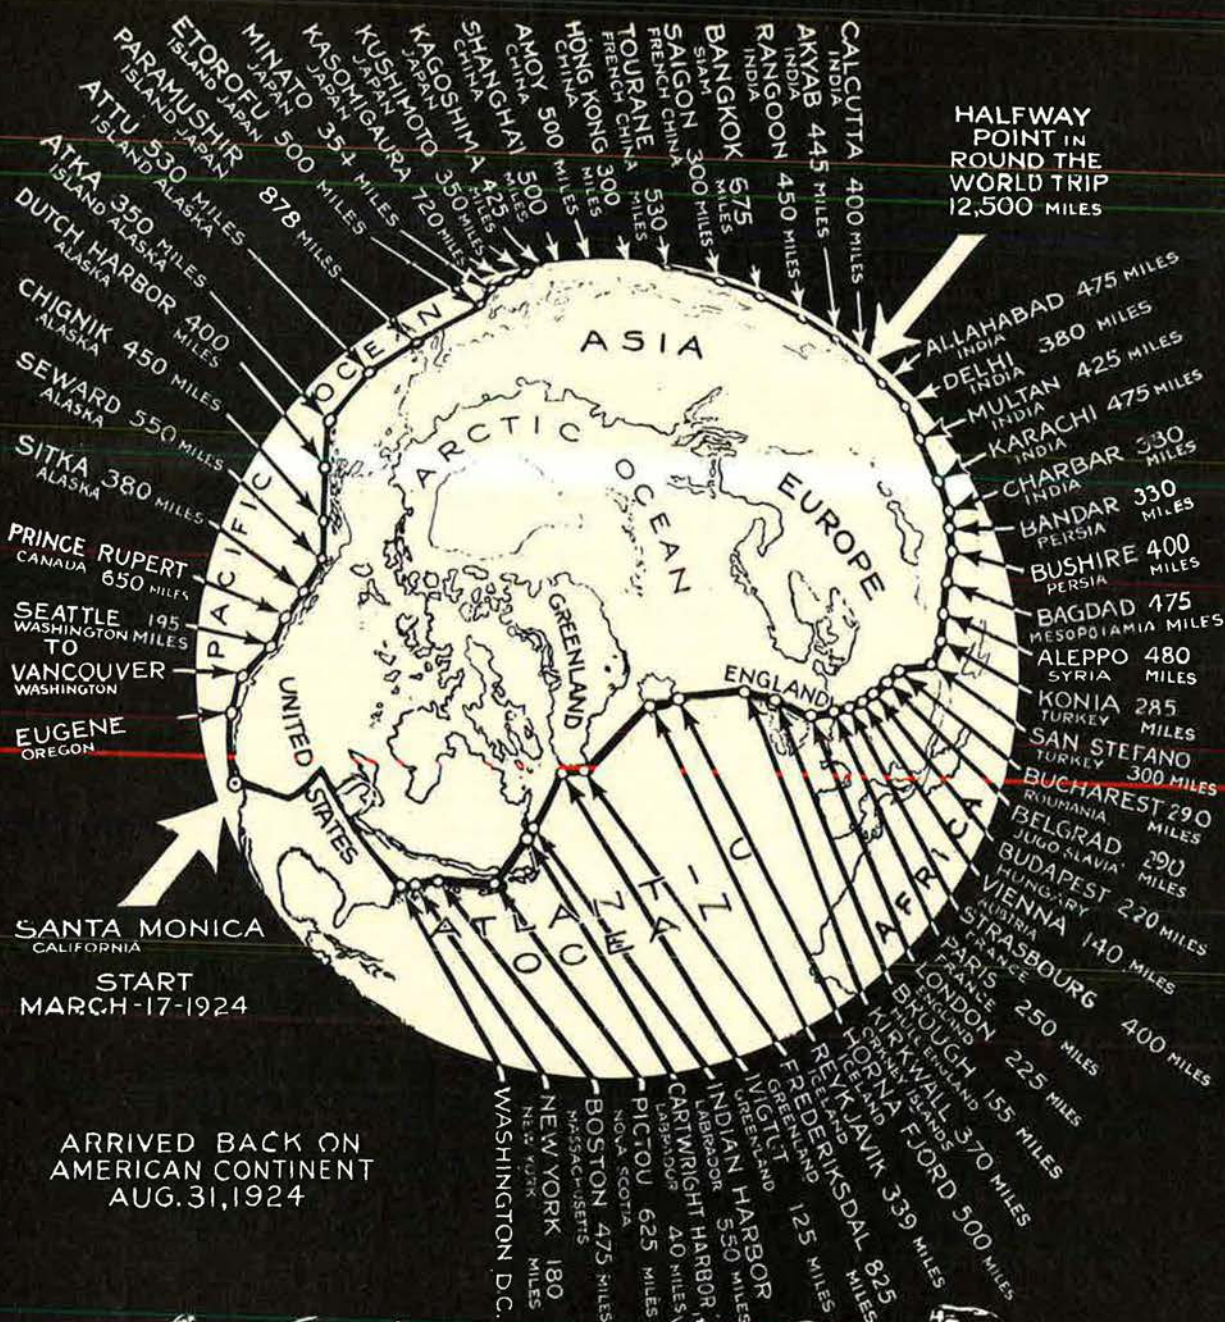 SANTA MONICA
CALIFORNIA
START
MARCH-17-1924
EUGENE
OREGON
VANCOUVER
WASHINGTON
TO
SEATTLE 195
WASHINGTON MILES
PRINCE RUPERT
CANADA 650 MILES
SITKA 380 MILES
ALASKA
SEWARD 550 MILES
ALASKA
CHIGNIK 450 MILES
ALASKA
DUTCH HARBOR 400
ALASKA MILES
ATKA 350 MILES
ISLAND ALASKA
ATTU 530 MILES
ISLAND ALASKA
PARAMUSHIR 878 MILES
ISLAND JAPAN
ETOROFU 500 MILES
ISLAND JAPAN
MINATO 354 MILES
JAPAN
KASOMIGAURA 720 MILES
JAPAN
KUSHIMOTO 350 MILES
JAPAN
KAGOSHIMA 425
JAPAN MILES
SHANGHAI 500
CHINA MILES
AMOY 500 MILES
CHINA
HONG KONG 300
CHINA MILES
TOURANE 530
FRENCH CHINA MILES
SAIGON 300 MILES
FRENCH CHINA
BANGKOK 675
SIAM MILES
RANGOON 450 MILES
INDIA
AKYAB 445 MILES
INDIA
CALCUTTA 400 MILES
INDIA
HALFWAY
POINT IN
ROUND THE
WORLD TRIP
12,500 MILES
ALLAHABAD 475 MILES
INDIA
DELHI 380 MILES
INDIA
MULTAN 425 MILES
INDIA
KARACHI 475 MILES
INDIA
CHARBAR 330
INDIA MILES
BANDAR 330
PERSIA MILES
BUSHIRE 400
PERSIA MILES
BAGDAD 475
MESOPOTAMIA MILES
ALEPPO 480
SYRIA MILES
KONIA 285
TURKEY MILES
SAN STEFANO
TURKEY 300 MILES
BUCHAREST 290
ROUMANIA MILES
BELGRAD 290
JUGO SLAVIA MILES
BUDAPEST 220 MILES
HUNGARY
VIENNA 140 MILES
AUSTRIA
STRASBOURG 400 MILES
FRANCE
PARIS 250 MILES
FRANCE
LONDON 225 MILES
ENGLAND
BROUGH 155 MILES
HULL ENGLAND
KIRKWALL 370 MILES
ORKNEY ISLANDS
HORNA FJORD 500 MILES
ICELAND
REYKJAVIK 339 MILES
ICELAND
FREDERIKSDAL 825
GREENLAND MILES
IVIGTUT 125 MILES
GREENLAND
INDIAN HARBOR
LABRADOR 550 MILES
CARTWRIGHT HARBOR
LABRADOR 40 MILES
PICTOU 625 MILES
NOVA SCOTIA
BOSTON 475 MILES
MASSACHUSETTS
NEW YORK 180
NEW YORK MILES
WASHINGTON D.C.
ARRIVED BACK ON
AMERICAN CONTINENT
AUG.31,1924
PACIFIC OCEAN
ASIA
ARCTIC OCEAN
EUROPE
GREENLAND
ENGLAND
UNITED STATES
ATLANTIC
OCEAN
AFRICA